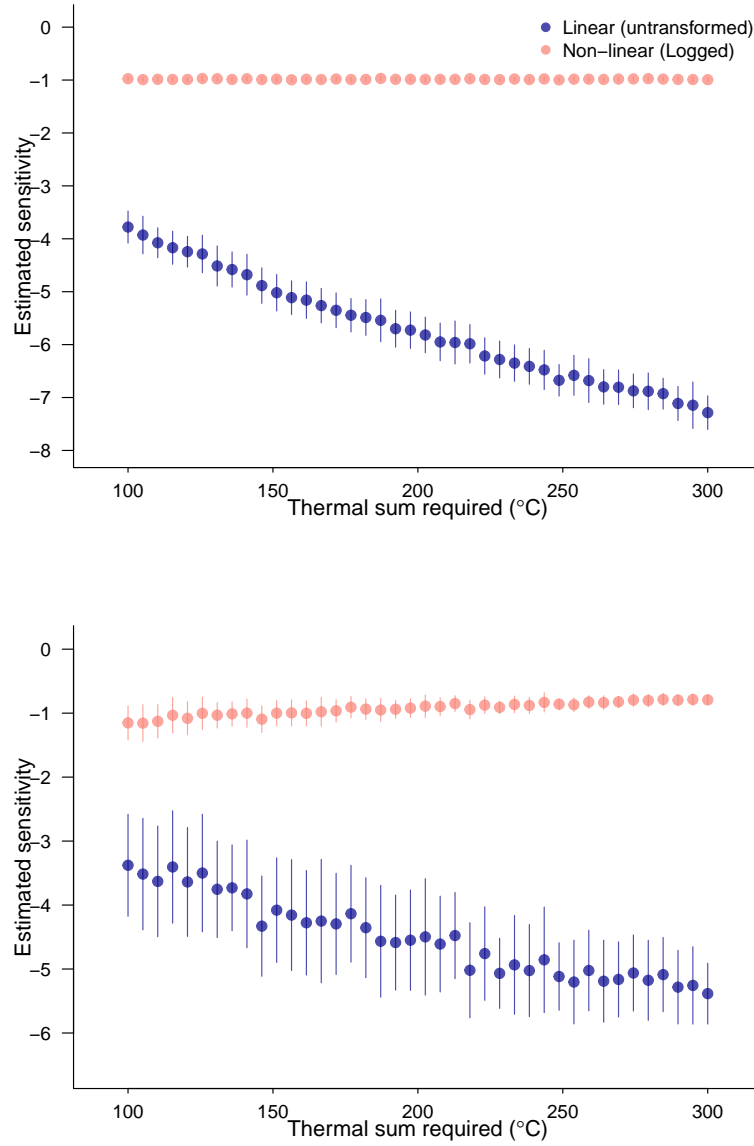 0
−1
−2
−3
−4
−5
−6
−7
−8
Estimated sensitivity
Linear (untransformed)
Non−linear (Logged)
100 150 200 250 300
Thermal sum required (°C)
0
−1
−2
−3
−4
−5
−6
Estimated sensitivity
100 150 200 250 300
Thermal sum required (°C)